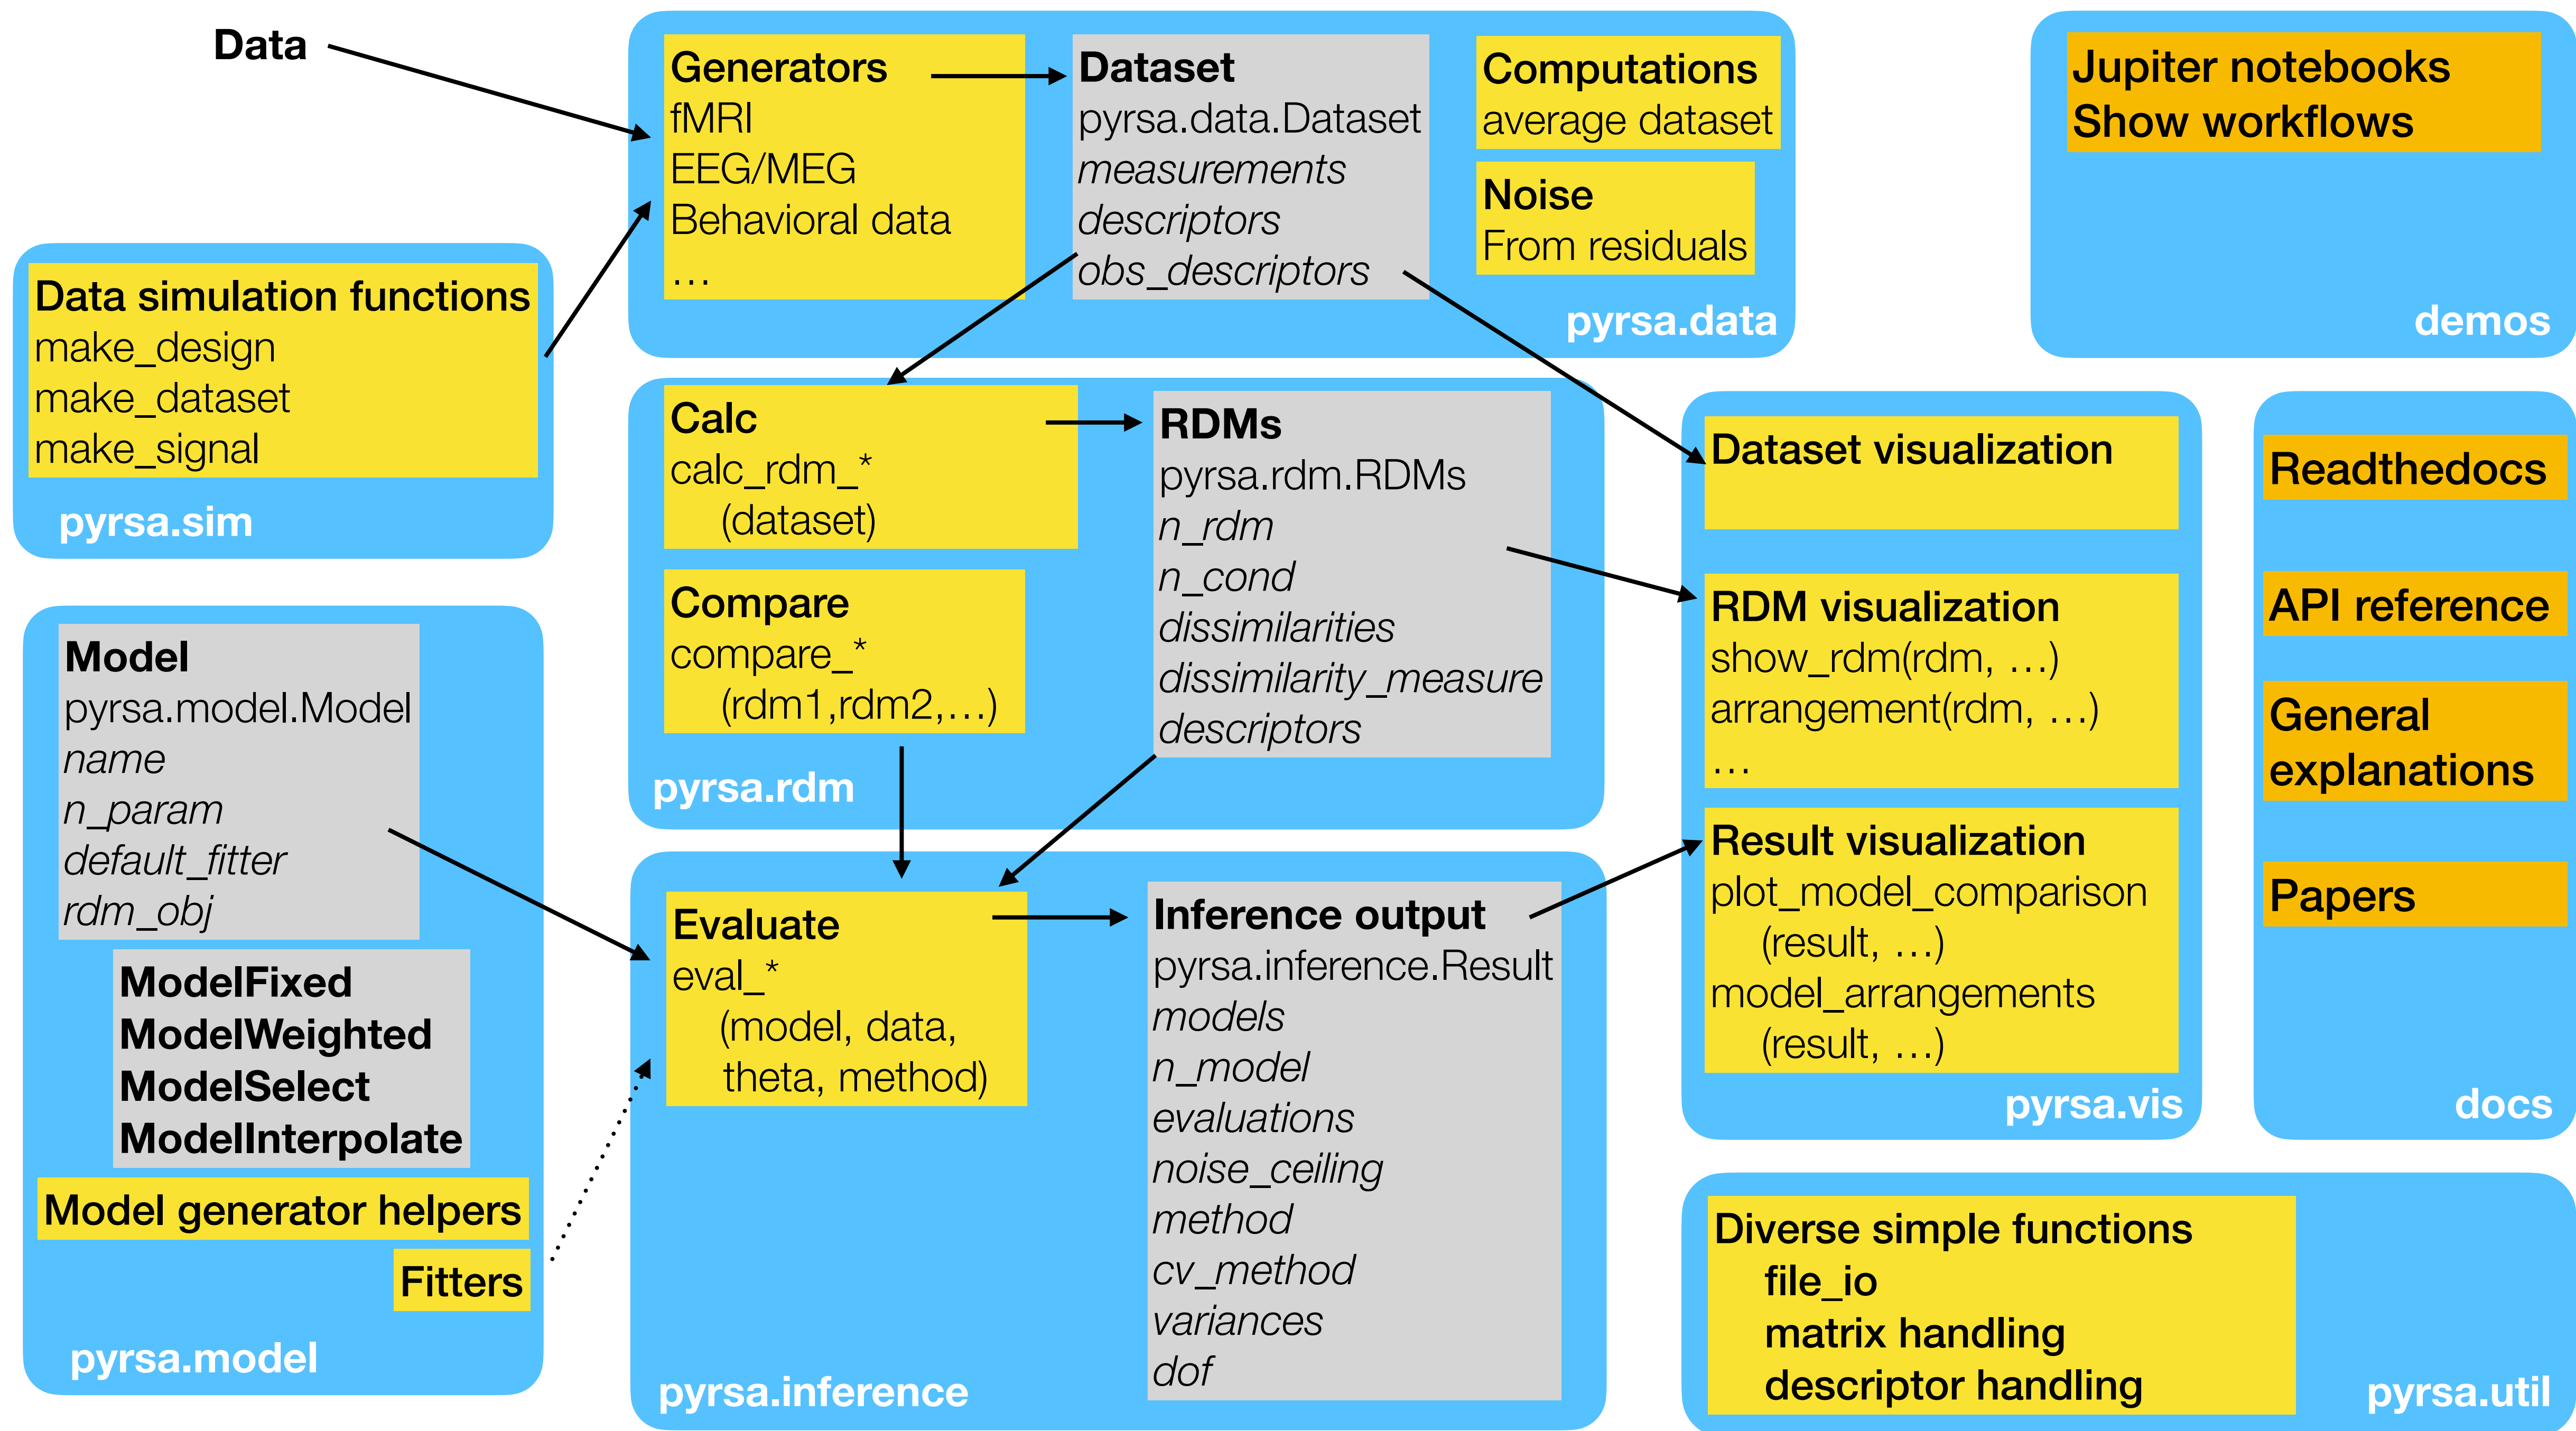 Data
Generators
fMRI
EEG/MEG
Behavioral data
…
Dataset
pyrsa.data.Dataset
measurements
descriptors
obs_descriptors
Computations
average dataset
Noise
From residuals
pyrsa.data
Jupiter notebooks
Show workflows
demos
Data simulation functions
make_design
make_dataset
make_signal
pyrsa.sim
Calc
calc_rdm_*
(dataset)
Compare
compare_*
(rdm1,rdm2,…)
pyrsa.rdm
RDMs
pyrsa.rdm.RDMs
n_rdm
n_cond
dissimilarities
dissimilarity_measure
descriptors
Dataset visualization
RDM visualization
show_rdm(rdm, …)
arrangement(rdm, …)
…
Result visualization
plot_model_comparison
(result, …)
model_arrangements
(result, …)
pyrsa.vis
Readthedocs
API reference
General
explanations
Papers
docs
Model
pyrsa.model.Model
name
n_param
default_fitter
rdm_obj
ModelFixed
ModelWeighted
ModelSelect
ModelInterpolate
Model generator helpers
Fitters
pyrsa.model
Evaluate
eval_*
(model, data,
theta, method)
pyrsa.inference
Inference output
pyrsa.inference.Result
models
n_model
evaluations
noise_ceiling
method
cv_method
variances
dof
Diverse simple functions
file_io
matrix handling
descriptor handling
pyrsa.util